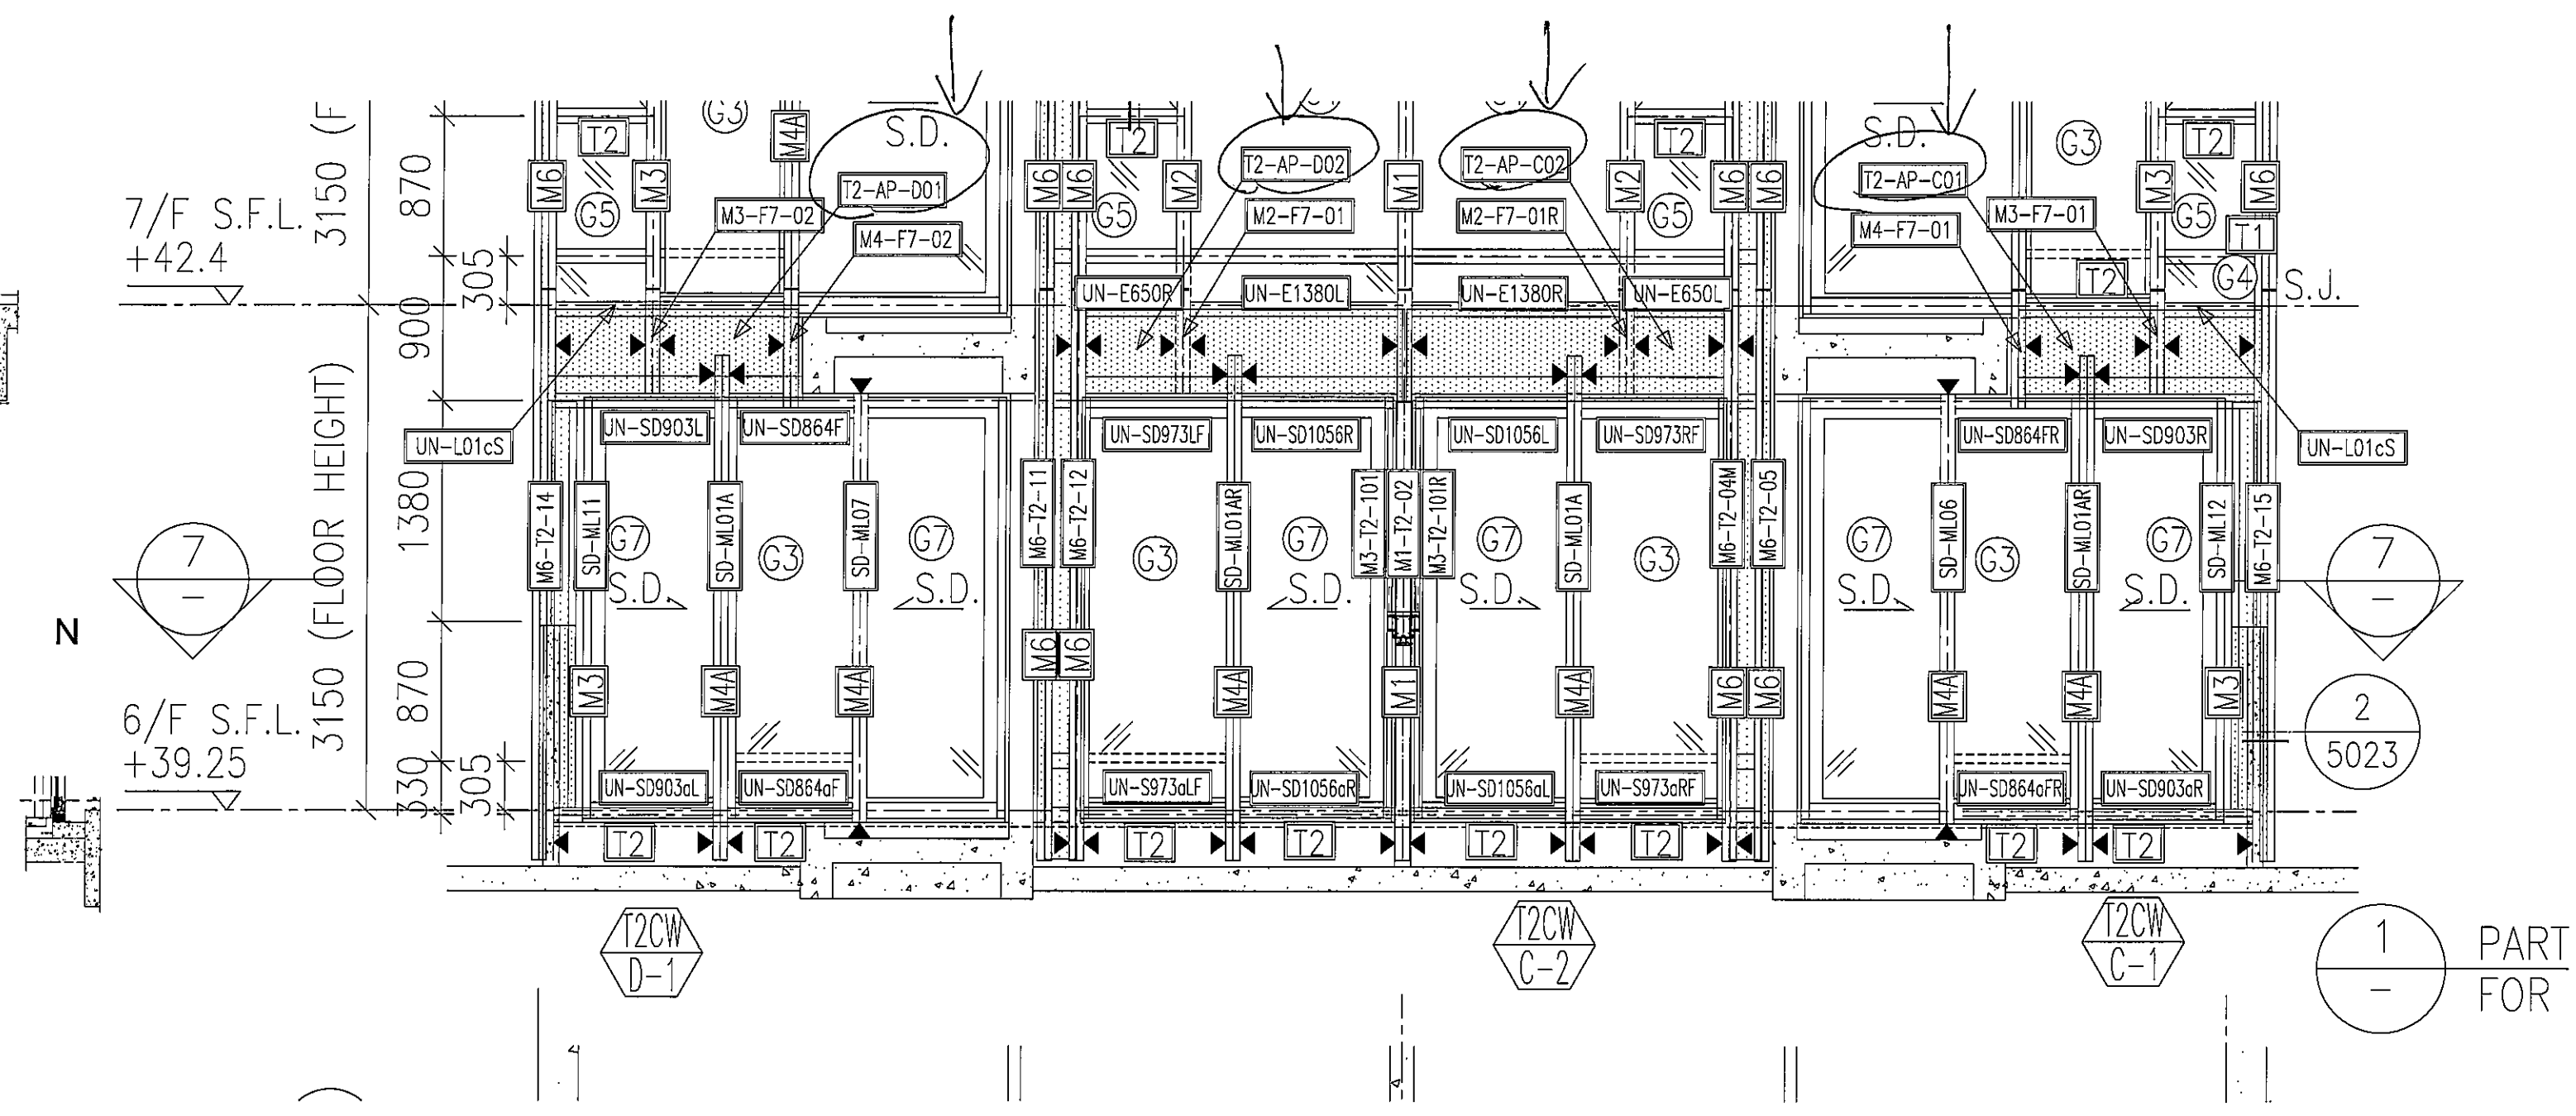 3150 (F
870
305
7/F S.F.L.
+42.4
900
3150 (FLOOR HEIGHT)
1380
870
6/F S.F.L.
+39.25
330
305
N
7
–
G3
M4A
S.D.
T2
T2
T2-AP-D02
T2-AP-C02
T2
S.D.
G3
T2
M6
M3
T2-AP-D01
M6
M6
M2
M1
M2
M6
M6
T2-AP-C01
M3
M6
G5
M3-F7-02
G5
M2-F7-01
M2-F7-01R
G5
M3-F7-01
G5
M4-F7-02
M4-F7-01
T1
UN-E650R
UN-E1380L
UN-E1380R
UN-E650L
T2
G4
S.J.
UN-L01cS
UN-SD903L
UN-SD864F
UN-SD973LF
UN-SD1056R
UN-SD1056L
UN-SD973RF
UN-SD864FR
UN-SD903R
UN-L01cS
M6-T2-14
SD-ML11
SD-ML01A
SD-ML07
M6-T2-11
M6-T2-12
SD-ML01AR
M3-T2-101
M1-T2-02
M3-T2-101R
SD-ML01A
M6-T2-04M
M6-T2-05
SD-ML06
SD-ML01AR
SD-ML12
M6-T2-15
G7
G3
G7
G3
G7
G7
G3
G7
G3
G7
S.D.
S.D.
S.D.
S.D.
S.D.
S.D.
7
–
M6
M6
M3
M4A
M4A
M4A
M1
M4A
M6
M6
M4A
M4A
M3
2
5023
UN-SD903aL
UN-SD864aF
UN-S973aLF
UN-SD1056aR
UN-SD1056aL
UN-S973aRF
UN-SD864aFR
UN-SD903aR
T2
T2
T2
T2
T2
T2
T2
T2
T2CW
D-1
T2CW
C-2
T2CW
C-1
1
–
PART
FOR